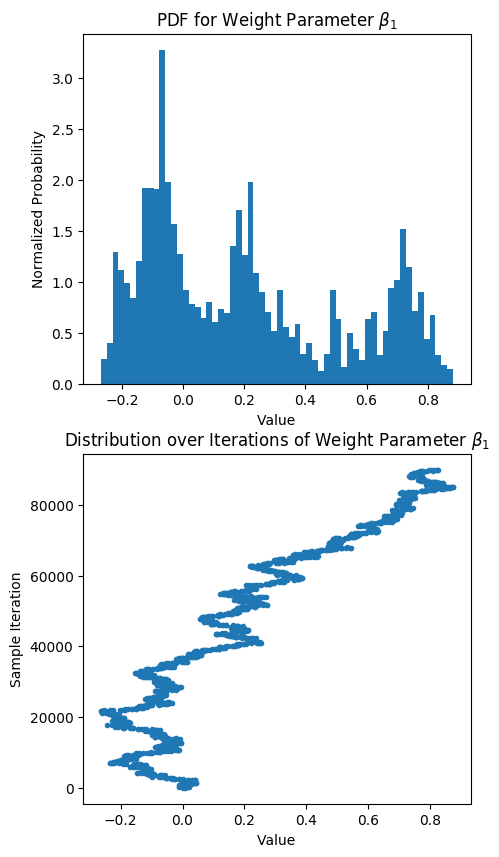 PDF for Weight Parameter β₁
Normalized Probability
3.0
2.5
2.0
1.5
1.0
0.5
0.0
−0.2 0.0 0.2 0.4 0.6 0.8
Value
Distribution over Iterations of Weight Parameter β₁
Sample Iteration
80000
60000
40000
20000
0
−0.2 0.0 0.2 0.4 0.6 0.8
Value